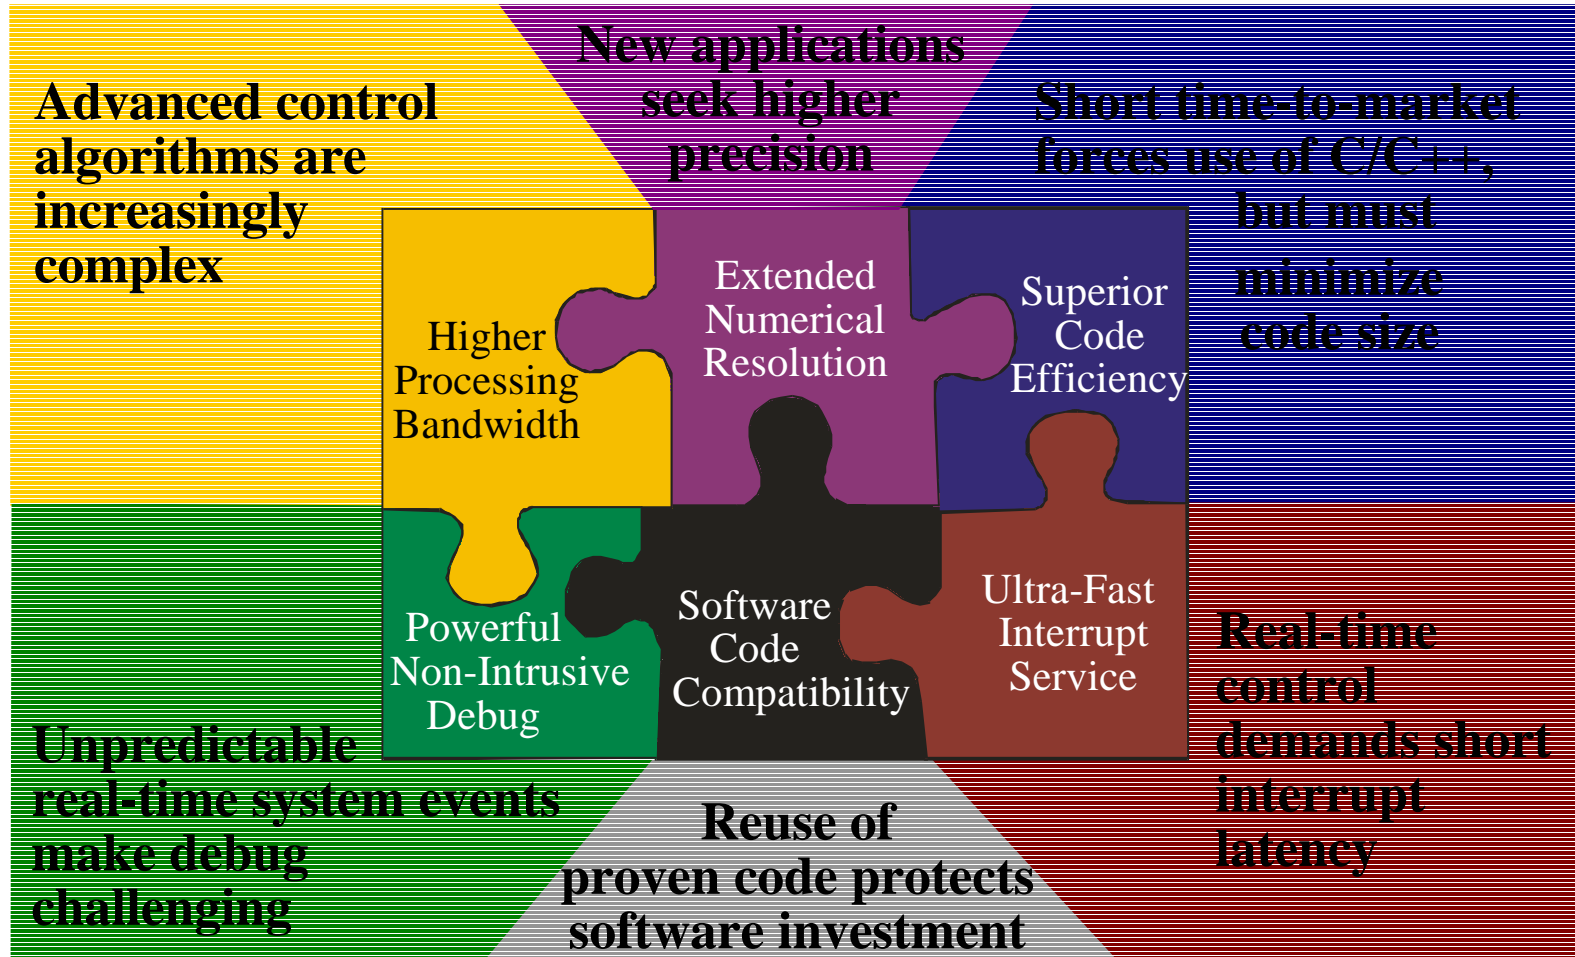 Advanced control
algorithms are
increasingly
complex
New applications
seek higher
precision
Short time-to-market
forces use of C/C++,
but must
minimize
code size
Higher
Processing
Bandwidth
Extended
Numerical
Resolution
Superior
Code
Efficiency
Powerful
Non-Intrusive
Debug
Software
Code
Compatibility
Ultra-Fast
Interrupt
Service
Unpredictable
real-time system events
make debug
challenging
Reuse of
proven code protects
software investment
Real-time
control
demands short
interrupt
latency